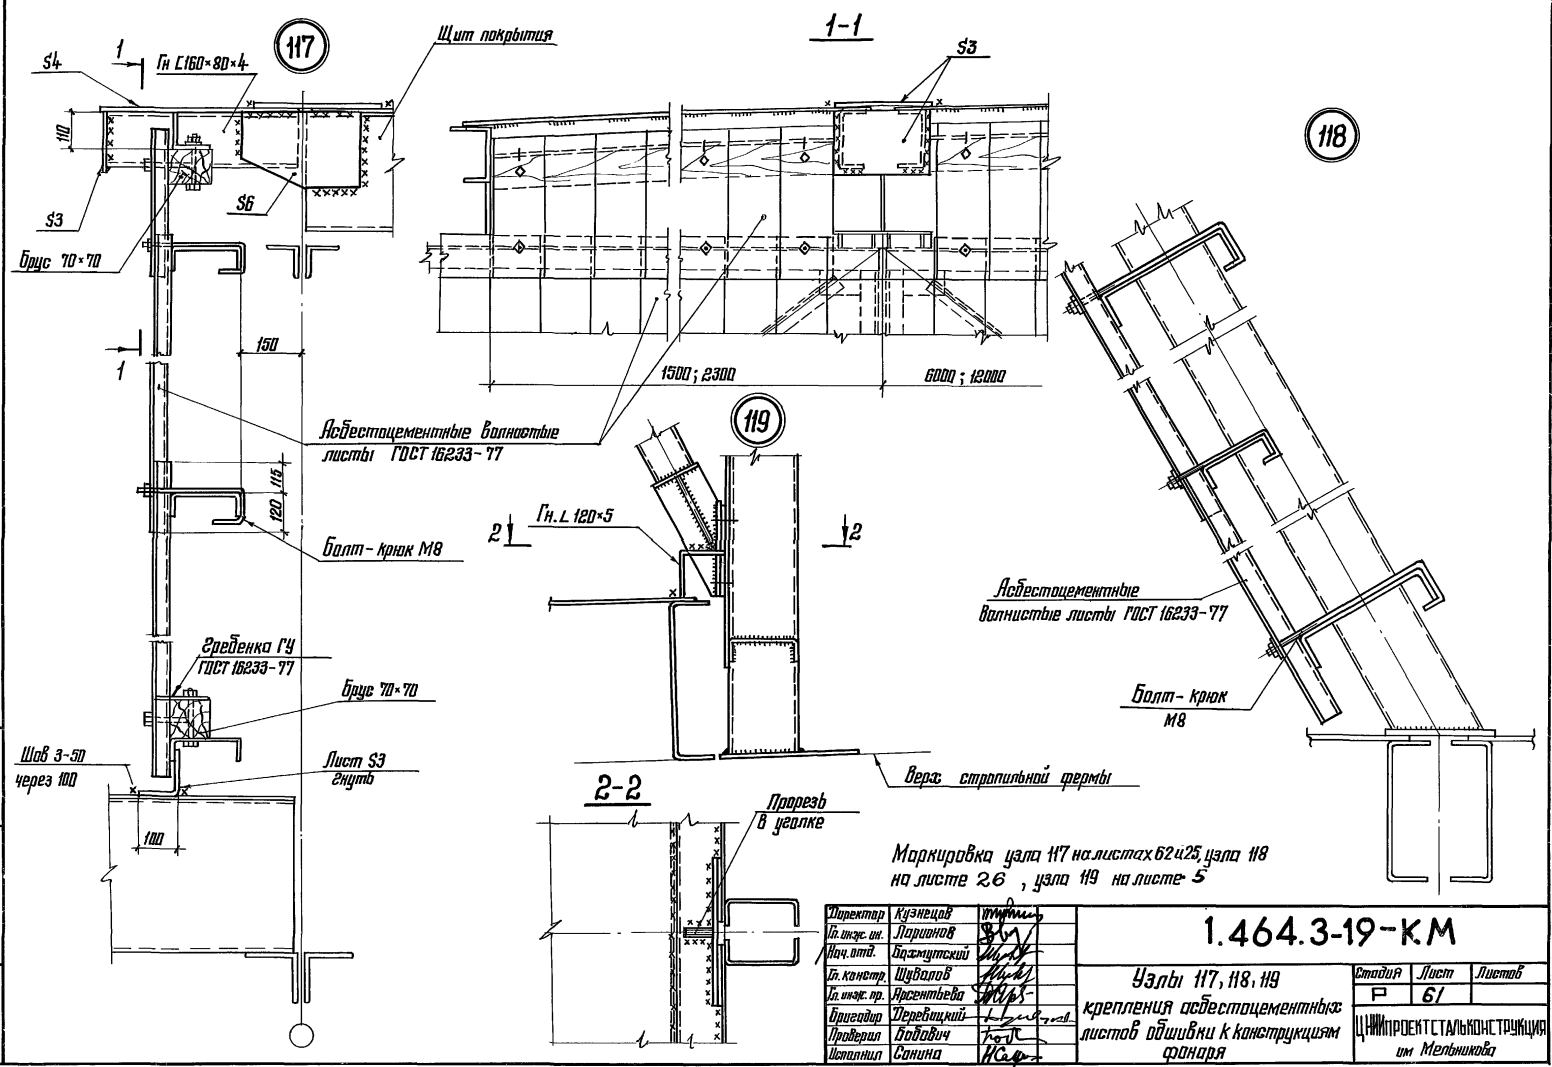 117
1
S4
Гн С160×80×4
Щит покрытия
110
S3
S6
Брус 70×70
150
1
Асбестоцементные волнистые
листы ГОСТ 16233-77
115
120
Болт-крюк М8
Гребенка ГУ
ГОСТ 16233-77
Брус 70×70
Шов 3-50
через 100
Лист S3
гнуть
100
1-1
S3
1500; 2300
6000; 12000
119
Гн. L 120×5
2
2
Верх стропильной фермы
2-2
Прорезь
в уголке
118
Асбестоцементные
волнистые листы ГОСТ 16233-77
Болт-крюк
М8
Маркировка узла 117 на листах 62 и 25, узла 118
на листе 26, узла 119 на листе 5
Директор Кузнецов
Гл. инж. ин. Ларионов
Нач. отд. Бахмутский
Гл. констр. Шувалов
Гл. инж. пр. Арсентьева
Бригадир Деревицкий
Проверил Бабович
Исполнил Санина
1.464.3-19-КМ
Узлы 117, 118, 119
крепления асбестоцементных
листов обшивки к конструкциям
фонаря
Стадия Лист Листов
Р 61
ЦНИИПРОЕКТСТАЛЬКОНСТРУКЦИЯ
им Мельникова